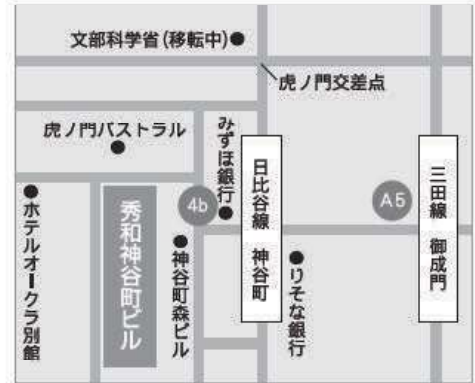 文部科学省(移転中)
虎ノ門交差点
虎ノ門パストラル
みずほ銀行
日比谷線 神谷町
三田線 御成門
4b
A5
ホテルオークラ別館
秀和神谷町ビル
神谷町森ビル
りそな銀行